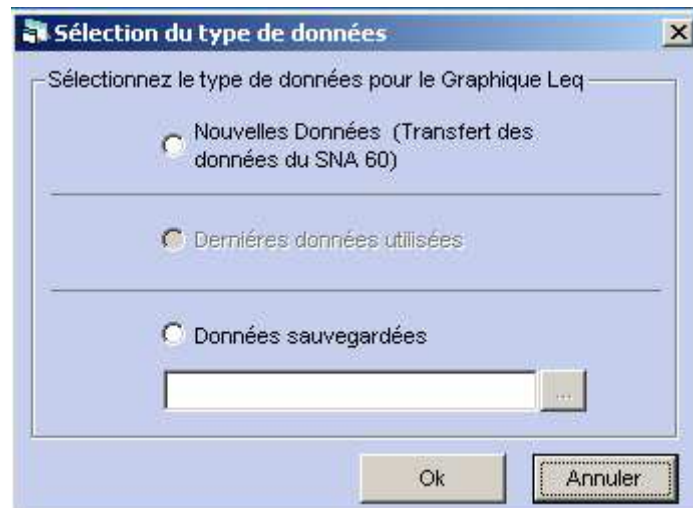 Sélection du type de données
Sélectionnez le type de données pour le Graphique Leq
Nouvelles Données (Transfert des
données du SNA 60)
Derniéres données utilisées
Données sauvegardées
...
Ok
Annuler